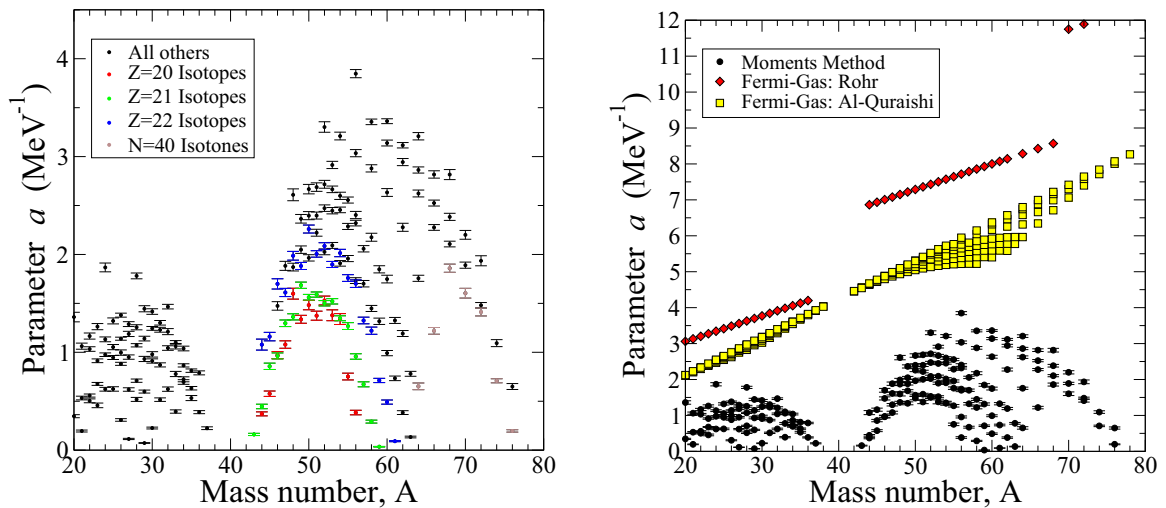 4
3
2
1
0
20
30
40
50
60
70
80
Parameter a (MeV⁻¹)
Mass number, A
All others
Z=20 Isotopes
Z=21 Isotopes
Z=22 Isotopes
N=40 Isotones
12
11
10
9
8
7
6
5
4
3
2
1
0
20
30
40
50
60
70
80
Parameter a (MeV⁻¹)
Mass number, A
Moments Method
Fermi-Gas: Rohr
Fermi-Gas: Al-Quraishi